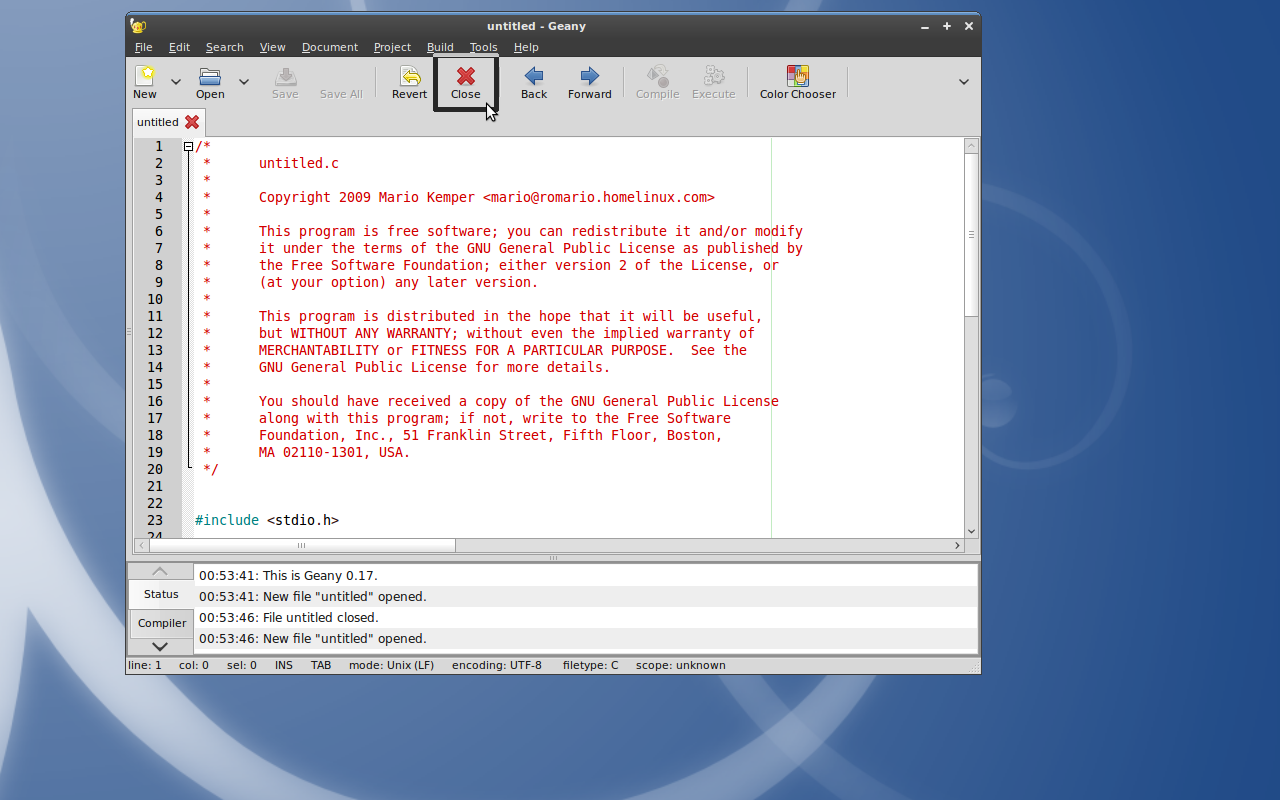 untitled - Geany
File Edit Search View Document Project Build Tools Help
New Open Save Save All Revert Close Back Forward Compile Execute Color Chooser
untitled
1 /*
2 * untitled.c
3 *
4 * Copyright 2009 Mario Kemper <mario@romario.homelinux.com>
5 *
6 * This program is free software; you can redistribute it and/or modify
7 * it under the terms of the GNU General Public License as published by
8 * the Free Software Foundation; either version 2 of the License, or
9 * (at your option) any later version.
10 *
11 * This program is distributed in the hope that it will be useful,
12 * but WITHOUT ANY WARRANTY; without even the implied warranty of
13 * MERCHANTABILITY or FITNESS FOR A PARTICULAR PURPOSE.  See the
14 * GNU General Public License for more details.
15 *
16 * You should have received a copy of the GNU General Public License
17 * along with this program; if not, write to the Free Software
18 * Foundation, Inc., 51 Franklin Street, Fifth Floor, Boston,
19 * MA 02110-1301, USA.
20 */
21
22
23 #include <stdio.h>
24
Status
Compiler
00:53:41: This is Geany 0.17.
00:53:41: New file "untitled" opened.
00:53:46: File untitled closed.
00:53:46: New file "untitled" opened.
line: 1 col: 0 sel: 0 INS TAB mode: Unix (LF) encoding: UTF-8 filetype: C scope: unknown